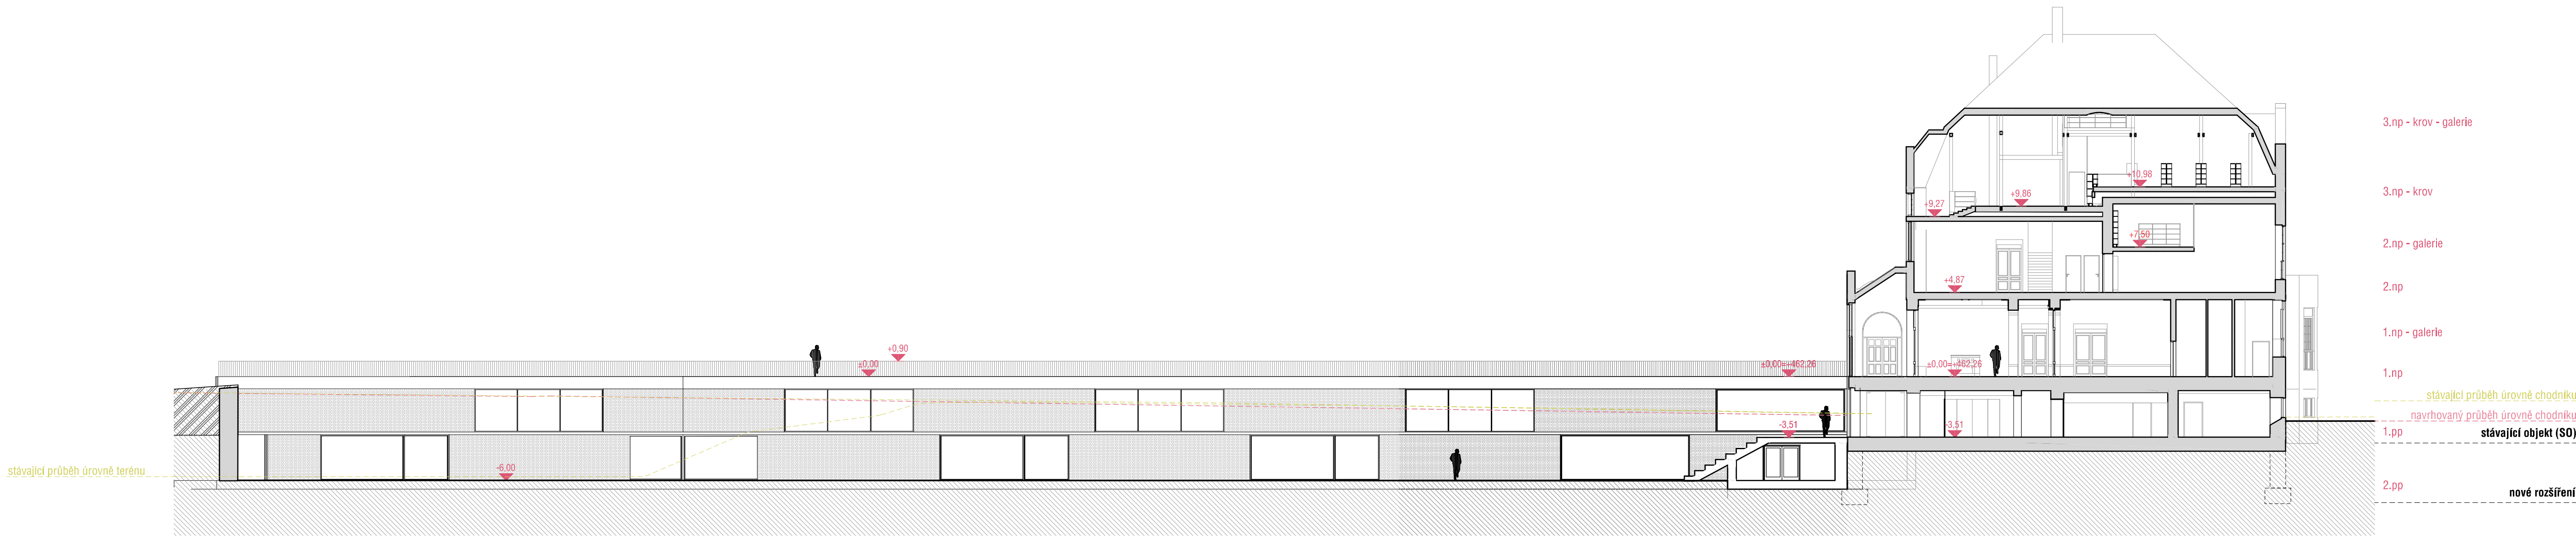 3.np - krov - galerie
+10,98
3.np - krov
+9,86
+9,27
+7,50
2.np - galerie
+4,87
2.np
1.np - galerie
+0,90
±0,00
±0,00=+462,26
±0,00=+462,26
1.np
stávající průběh úrovně chodníku
navrhovaný průběh úrovně chodníku
-3,51
-3,51
1.pp
stávající objekt (SO)
stávající průběh úrovně terénu
-6,00
2.pp
nové rozšíření